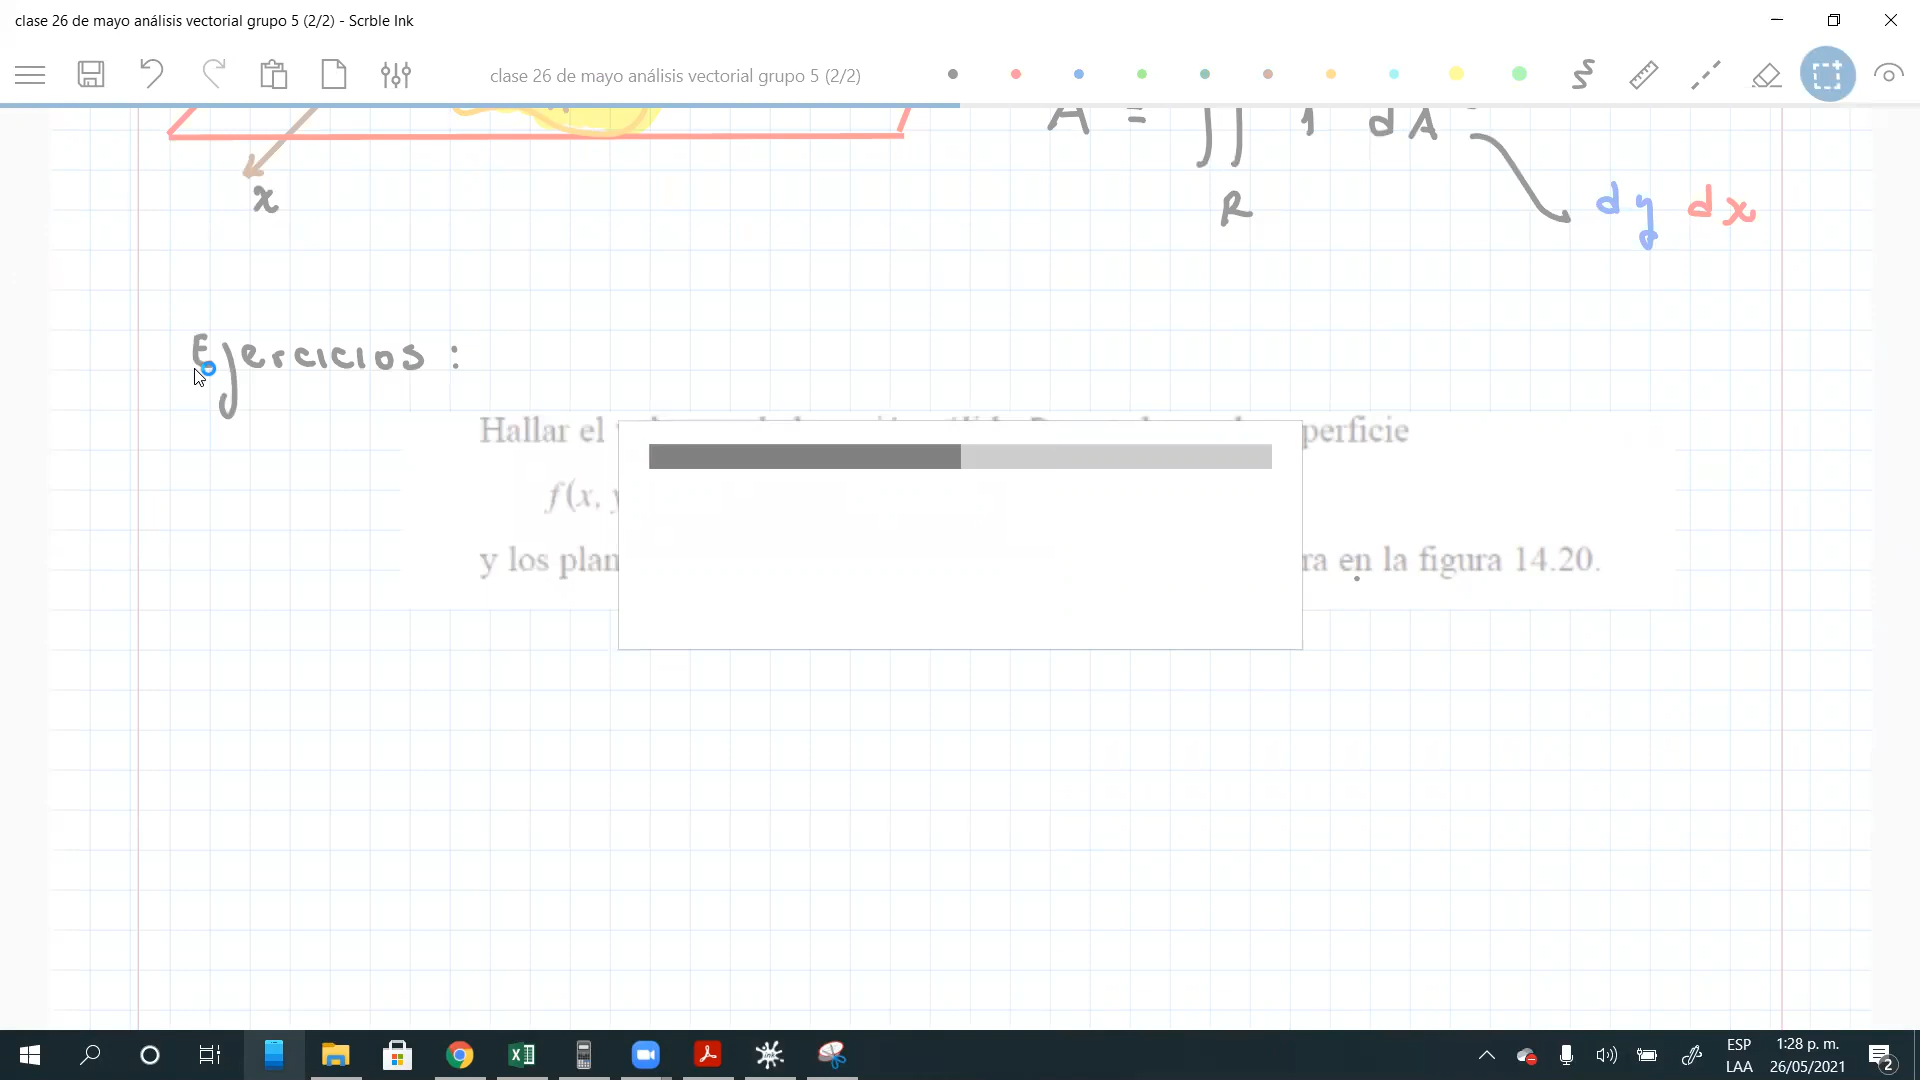 clase 26 de mayo análisis vectorial grupo 5 (2/2) - Scrble Ink
clase 26 de mayo análisis vectorial grupo 5 (2/2)
A = ∬ 1 dA
R
dy dx
x
Ejercicios :
Hallar el
perficie
f(x, y
y los plan
ra en la figura 14.20.
ESP
LAA
1:28 p. m.
26/05/2021
2